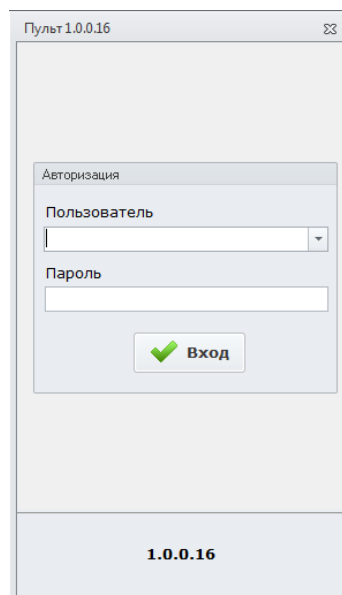 Пульт 1.0.0.16
Авторизация
Пользователь
Пароль
Вход
1.0.0.16